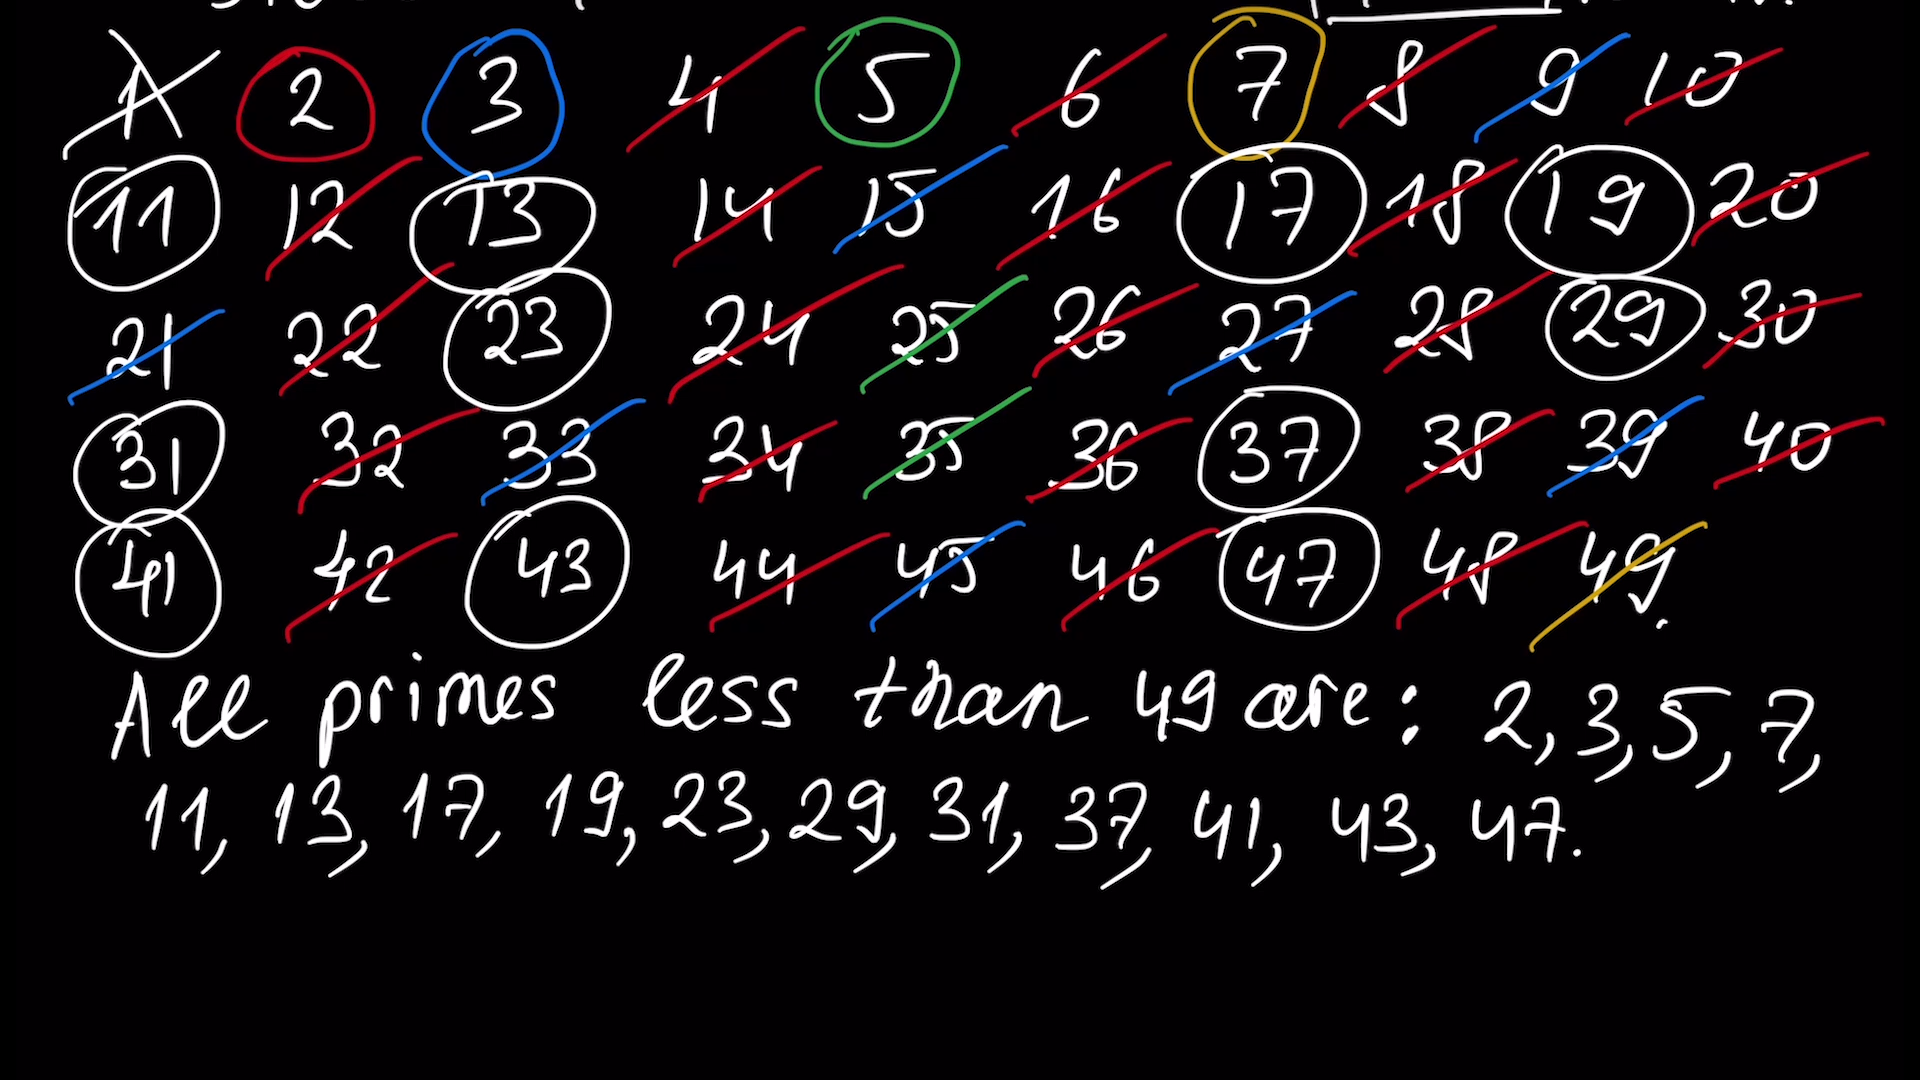 1 2 3 4 5 6 7 8 9 10
11 12 13 14 15 16 17 18 19 20
21 22 23 24 25 26 27 28 29 30
31 32 33 34 35 36 37 38 39 40
41 42 43 44 45 46 47 48 49.
All primes less than 49 are: 2, 3, 5, 7,
11, 13, 17, 19, 23, 29, 31, 37, 41, 43, 47.